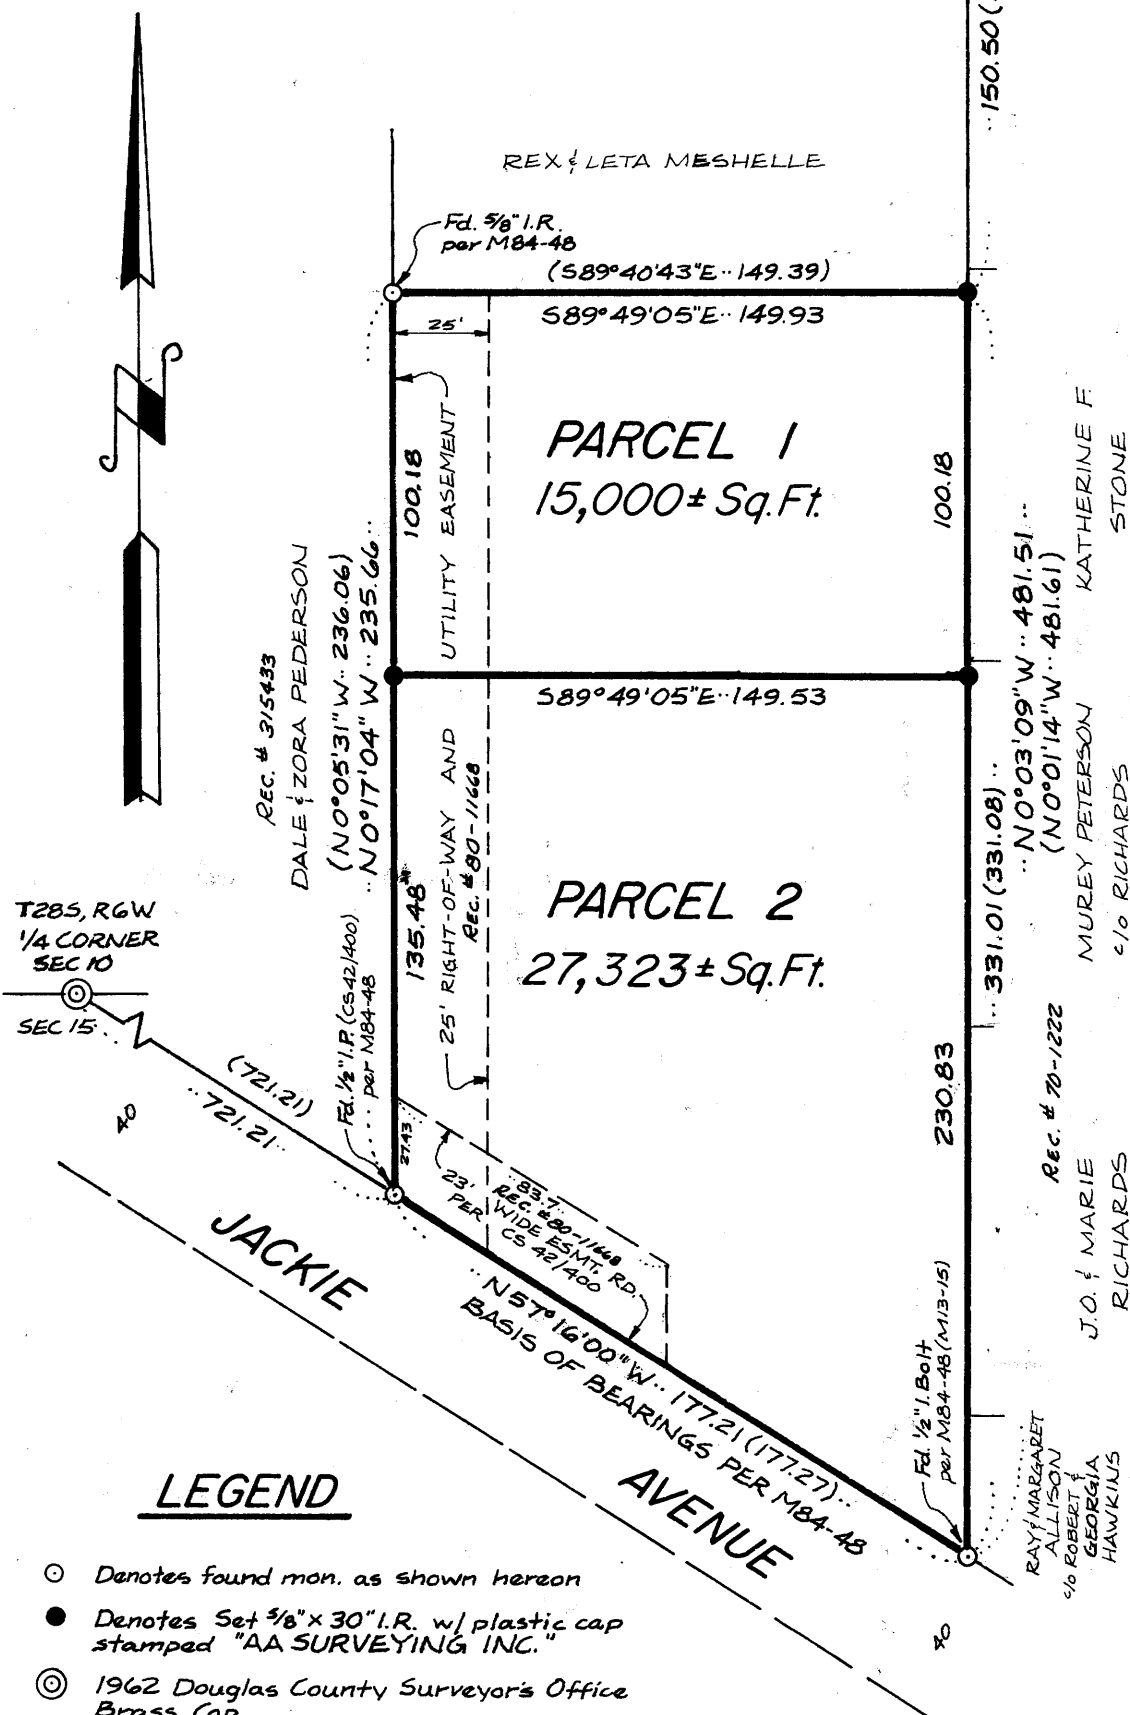 150.50 (
REX & LETA MESHELLE
Fd. 5/8" I.R.
per M84-48
(S89°40'43"E·· 149.39)
S89°49'05"E·· 149.93
25'
PARCEL 1
15,000± Sq.Ft.
100.18
UTILITY EASEMENT
100.18
KATHERINE F.
STONE
Rec. # 315433
DALE & ZORA PEDERSON
(N0°05'31"W·· 236.06)
··N0°17'04"W·· 235.66··
··N0°03'09"W·· 481.51··
(N0°01'14"W·· 481.61)
S89°49'05"E·· 149.53
25' RIGHT-OF-WAY AND
Rec. # 80-11668
135.48
PARCEL 2
27,323± Sq.Ft.
··331.01 (331.08)··
MUREY PETERSON
c/o RICHARDS
T28S, R6W
1/4 CORNER
SEC 10
SEC 15
(721.21)
··721.21··
40
Fd. 1/2" I.P. (CS42/400)
per M84-48
27.43
83.7
Rec. # 80-11668
23' WIDE ESMT. RD.
PER CS 42/400
230.83
Rec. # 70-1222
J.O. & MARIE
RICHARDS
JACKIE AVENUE
··N57°16'00"W·· 177.21 (177.27)··
BASIS OF BEARINGS PER M84-48
Fd. 1/2" I. Bolt
per M84-48 (M13-15)
RAY & MARGARET
ALLISON
c/o ROBERT &
GEORGIA
HAWKINS
40
LEGEND
Denotes found mon. as shown hereon
Denotes Set 5/8" x 30" I.R. w/ plastic cap
stamped "AA SURVEYING INC."
1962 Douglas County Surveyor's Office
Brass Cap